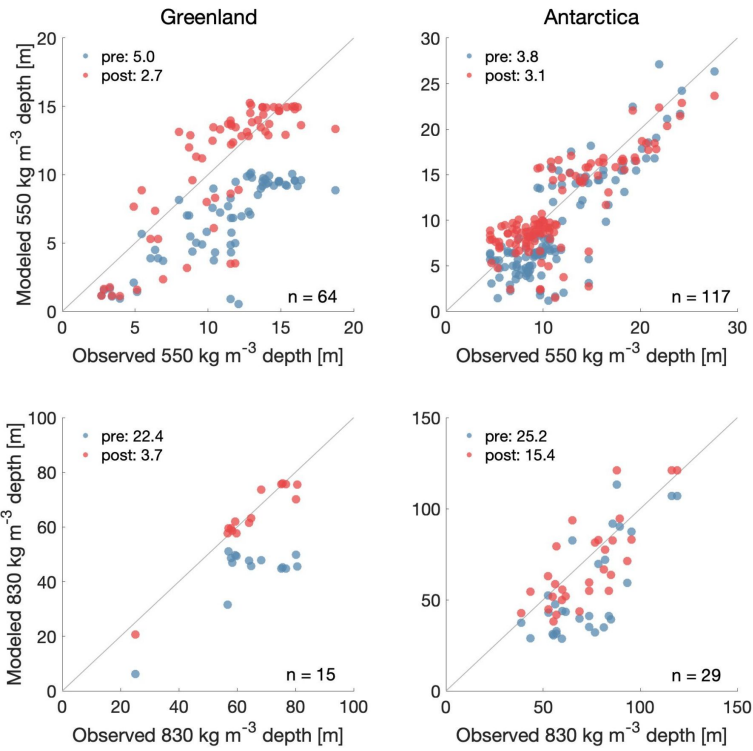 Greenland
Antarctica
Modeled 550 kg m⁻³ depth [m]
20
15
10
5
0
pre: 5.0
post: 2.7
n = 64
0 5 10 15 20
Observed 550 kg m⁻³ depth [m]
30
25
20
15
10
5
0
pre: 3.8
post: 3.1
n = 117
0 10 20 30
Observed 550 kg m⁻³ depth [m]
Modeled 830 kg m⁻³ depth [m]
100
80
60
40
20
0
pre: 22.4
post: 3.7
n = 15
0 20 40 60 80 100
Observed 830 kg m⁻³ depth [m]
150
100
50
0
pre: 25.2
post: 15.4
n = 29
0 50 100 150
Observed 830 kg m⁻³ depth [m]